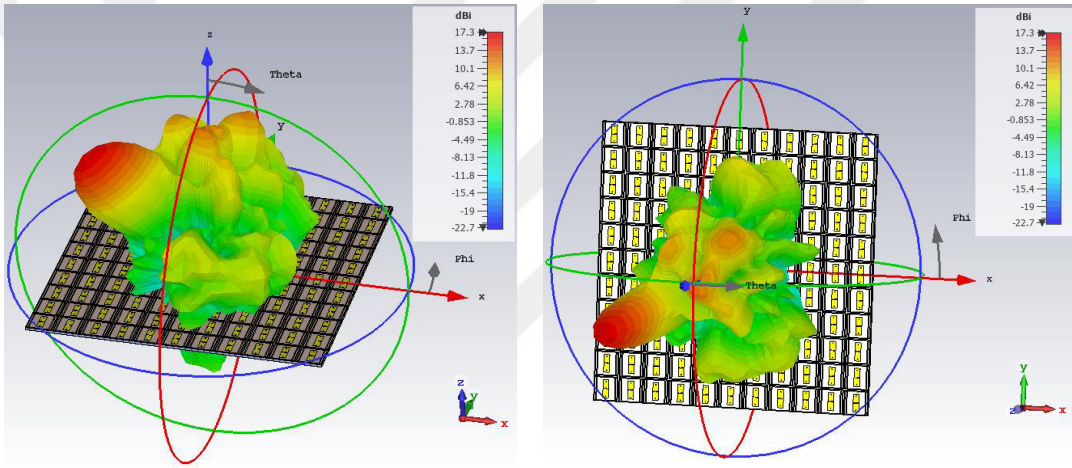 z
Theta
y
Phi
x
dBi
17.3
13.7
10.1
6.42
2.78
-0.853
-4.49
-8.13
-11.8
-15.4
-19
-22.7
z
y
x
y
Phi
x
Theta
dBi
17.3
13.7
10.1
6.42
2.78
-0.853
-4.49
-8.13
-11.8
-15.4
-19
-22.7
y
z
x